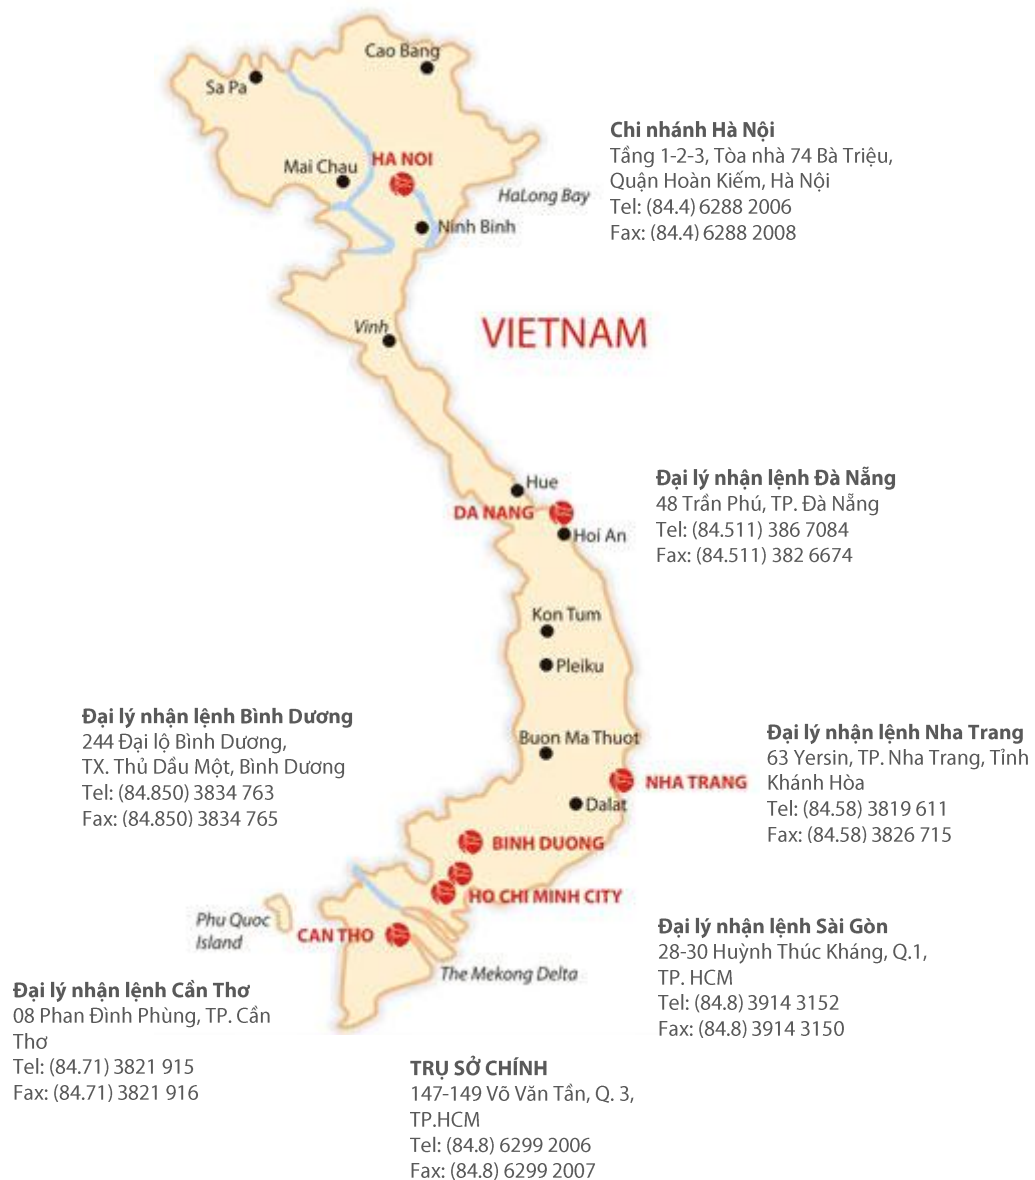 Cao Bang
Sa Pa
Chi nhánh Hà Nội
Tầng 1-2-3, Tòa nhà 74 Bà Triệu,
Quận Hoàn Kiếm, Hà Nội
Tel: (84.4) 6288 2006
Fax: (84.4) 6288 2008
Mai Chau
HA NOI
HaLong Bay
Ninh Binh
VIETNAM
Vinh
Hue
DA NANG
Hoi An
Đại lý nhận lệnh Đà Nẵng
48 Trần Phú, TP. Đà Nẵng
Tel: (84.511) 386 7084
Fax: (84.511) 382 6674
Kon Tum
Pleiku
Đại lý nhận lệnh Bình Dương
244 Đại lộ Bình Dương,
TX. Thủ Dầu Một, Bình Dương
Tel: (84.850) 3834 763
Fax: (84.850) 3834 765
Buon Ma Thuot
Đại lý nhận lệnh Nha Trang
63 Yersin, TP. Nha Trang, Tỉnh
Khánh Hòa
Tel: (84.58) 3819 611
Fax: (84.58) 3826 715
NHA TRANG
Dalat
BINH DUONG
HO CHI MINH CITY
Phu Quoc
Island
CAN THO
The Mekong Delta
Đại lý nhận lệnh Sài Gòn
28-30 Huỳnh Thúc Kháng, Q.1,
TP. HCM
Tel: (84.8) 3914 3152
Fax: (84.8) 3914 3150
Đại lý nhận lệnh Cần Thơ
08 Phan Đình Phùng, TP. Cần
Thơ
Tel: (84.71) 3821 915
Fax: (84.71) 3821 916
TRỤ SỞ CHÍNH
147-149 Võ Văn Tần, Q. 3,
TP.HCM
Tel: (84.8) 6299 2006
Fax: (84.8) 6299 2007